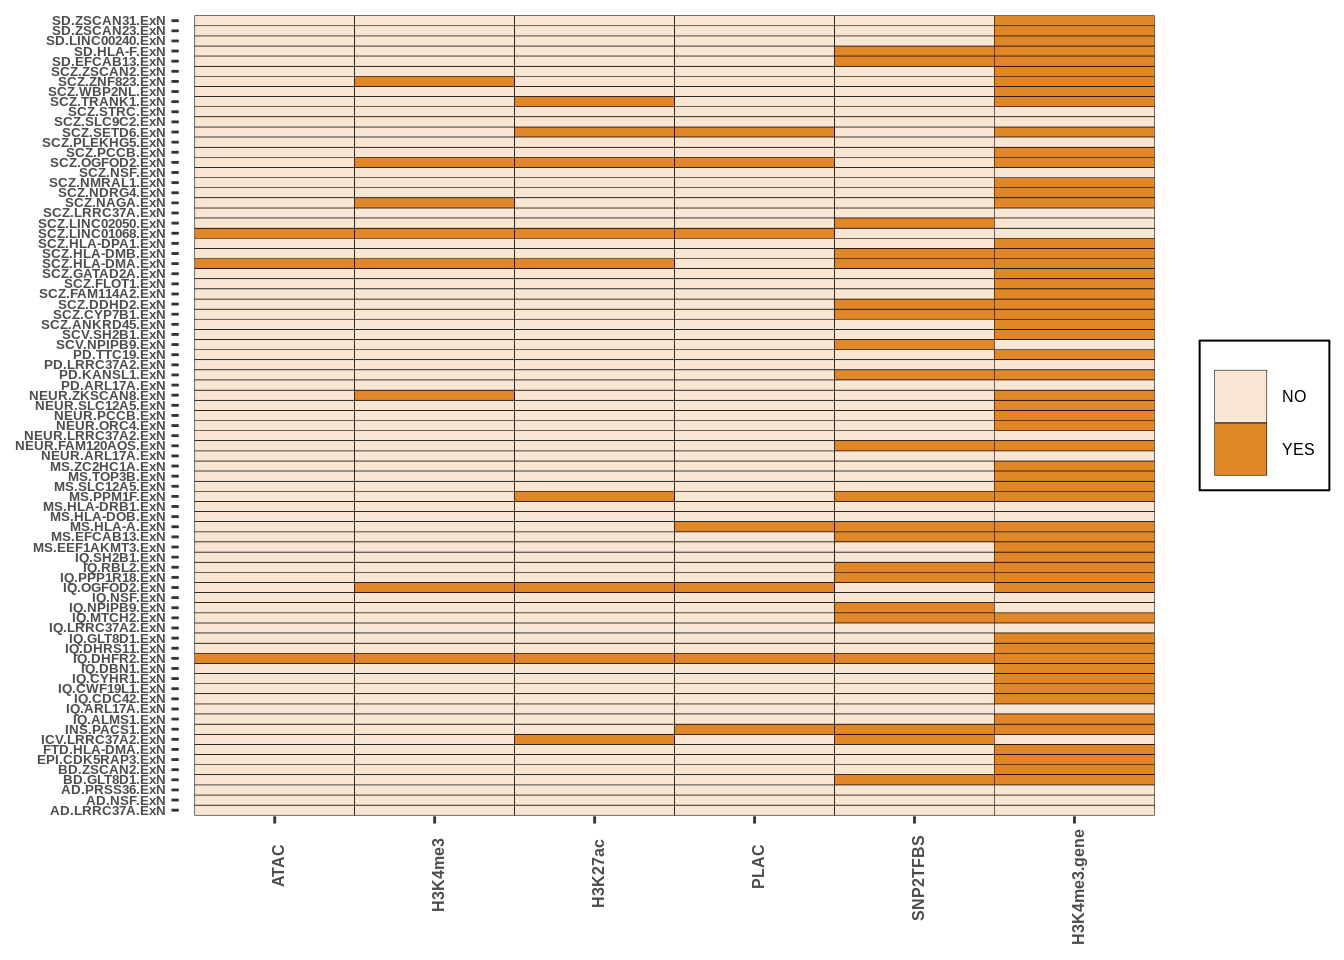 SD.ZSCAN31.ExN
SD.ZSCAN23.ExN
SD.LINC00240.ExN
SD.HLA-F.ExN
SD.EFCAB13.ExN
SCZ.ZSCAN2.ExN
SCZ.ZNF823.ExN
SCZ.WBP2NL.ExN
SCZ.TRANK1.ExN
SCZ.STRC.ExN
SCZ.SLC9C2.ExN
SCZ.SETD6.ExN
SCZ.PLEKHG5.ExN
SCZ.PCCB.ExN
SCZ.OGFOD2.ExN
SCZ.NSF.ExN
SCZ.NMRAL1.ExN
SCZ.NDRG4.ExN
SCZ.NAGA.ExN
SCZ.LRRC37A.ExN
SCZ.LINC02050.ExN
SCZ.LINC01068.ExN
SCZ.HLA-DPA1.ExN
SCZ.HLA-DMB.ExN
SCZ.HLA-DMA.ExN
SCZ.GATAD2A.ExN
SCZ.FLOT1.ExN
SCZ.FAM114A2.ExN
SCZ.DDHD2.ExN
SCZ.CYP7B1.ExN
SCZ.ANKRD45.ExN
SCV.SH2B1.ExN
SCV.NPIPB9.ExN
PD.TTC19.ExN
PD.LRRC37A2.ExN
PD.KANSL1.ExN
PD.ARL17A.ExN
NEUR.ZKSCAN8.ExN
NEUR.SLC12A5.ExN
NEUR.PCCB.ExN
NEUR.ORC4.ExN
NEUR.LRRC37A2.ExN
NEUR.FAM120AOS.ExN
NEUR.ARL17A.ExN
MS.ZC2HC1A.ExN
MS.TOP3B.ExN
MS.SLC12A5.ExN
MS.PPM1F.ExN
MS.HLA-DRB1.ExN
MS.HLA-DOB.ExN
MS.HLA-A.ExN
MS.EFCAB13.ExN
MS.EEF1AKMT3.ExN
IQ.SH2B1.ExN
IQ.RBL2.ExN
IQ.PPP1R18.ExN
IQ.OGFOD2.ExN
IQ.NSF.ExN
IQ.NPIPB9.ExN
IQ.MTCH2.ExN
IQ.LRRC37A2.ExN
IQ.GLT8D1.ExN
IQ.DHRS11.ExN
IQ.DHFR2.ExN
IQ.DBN1.ExN
IQ.CYHR1.ExN
IQ.CWF19L1.ExN
IQ.CDC42.ExN
IQ.ARL17A.ExN
IQ.ALMS1.ExN
INS.PACS1.ExN
ICV.LRRC37A2.ExN
FTD.HLA-DMA.ExN
EPI.CDK5RAP3.ExN
BD.ZSCAN2.ExN
BD.GLT8D1.ExN
AD.PRSS36.ExN
AD.NSF.ExN
AD.LRRC37A.ExN
ATAC
H3K4me3
H3K27ac
PLAC
SNP2TFBS
H3K4me3.gene
NO
YES